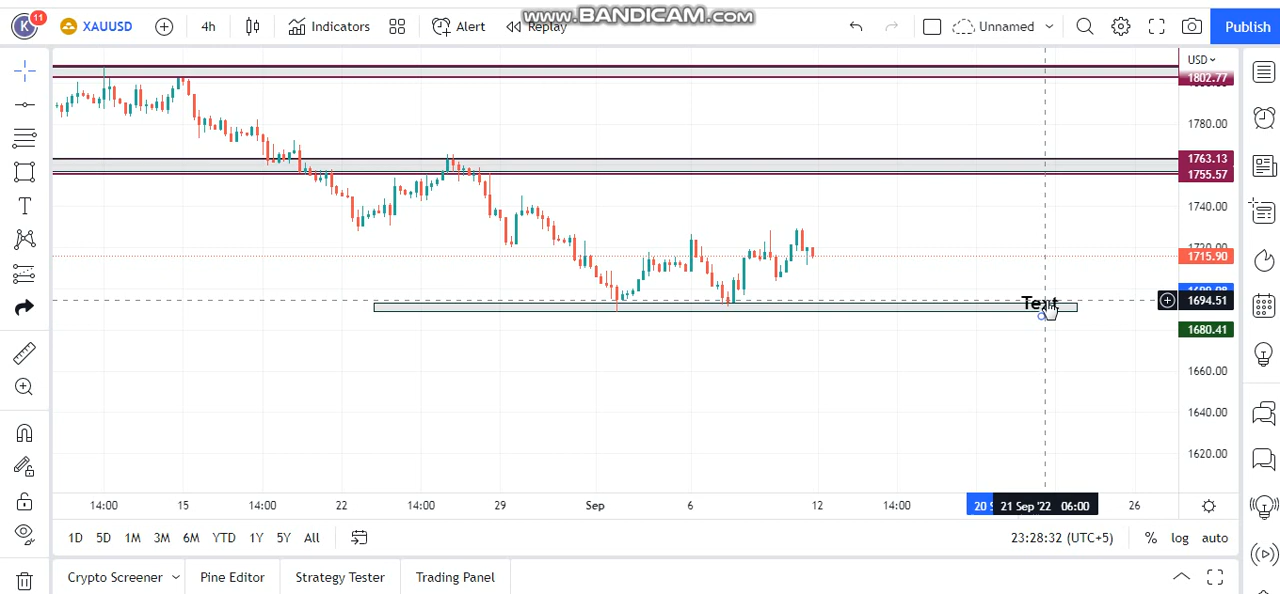 www.BANDICAM.com
K 11 XAUUSD 4h Indicators Alert Replay Unnamed Publish
USD
1802.77
1780.00
1763.13
1755.57
1740.00
1715.90
Text
1694.51
1680.41
1660.00
1640.00
1620.00
14:00 15 14:00 22 14:00 29 Sep 6 12 14:00 20 21 Sep '22 06:00 26
1D 5D 1M 3M 6M YTD 1Y 5Y All 23:28:32 (UTC+5) % log auto
Crypto Screener Pine Editor Strategy Tester Trading Panel